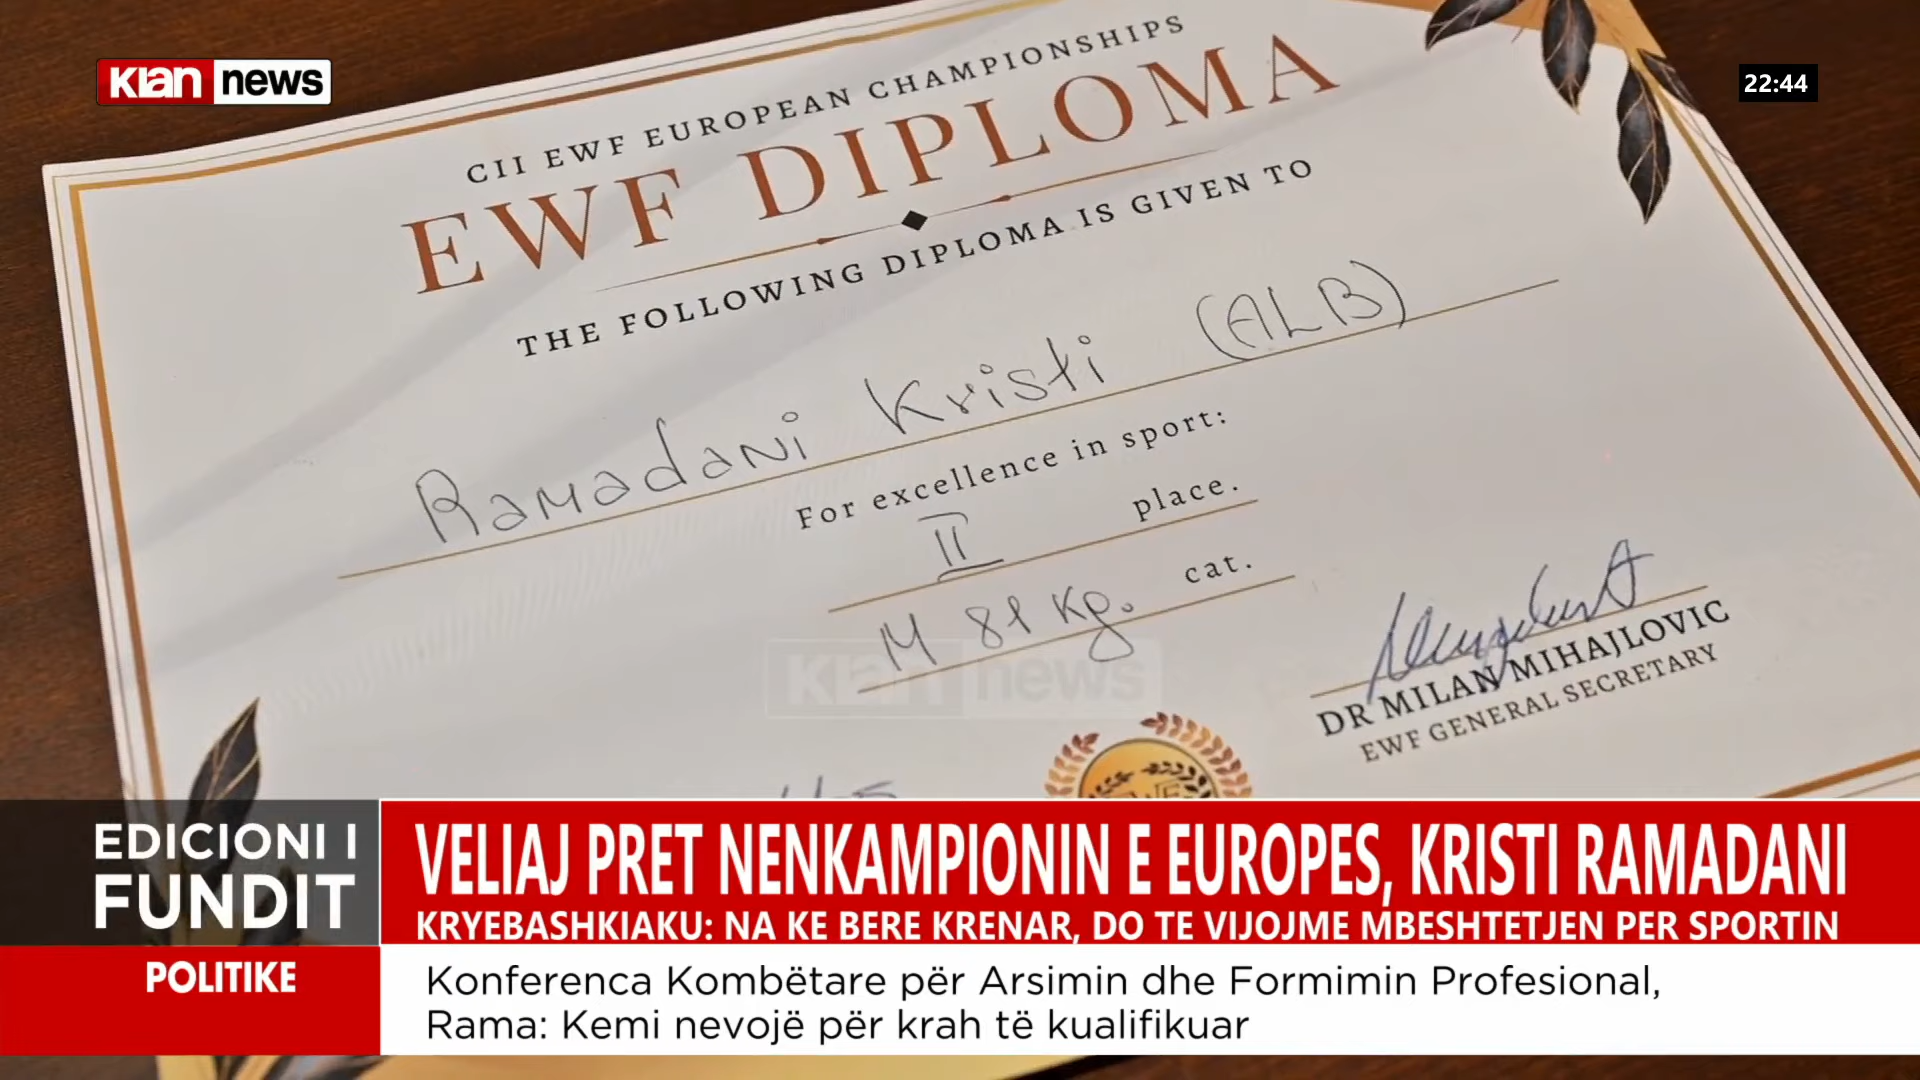 Klan news
22:44
CII EWF EUROPEAN CHAMPIONSHIPS
EWF DIPLOMA
THE FOLLOWING DIPLOMA IS GIVEN TO
Ramadani Kristi (ALB)
For excellence in sport:
II place.
M 81 Kg. cat.
DR MILAN MIHAJLOVIC
EWF GENERAL SECRETARY
Klan news
EDICIONI I
FUNDIT
VELIAJ PRET NENKAMPIONIN E EUROPES, KRISTI RAMADANI
KRYEBASHKIAKU: NA KE BERE KRENAR, DO TE VIJOJME MBESHTETJEN PER SPORTIN
POLITIKE
Konferenca Kombëtare për Arsimin dhe Formimin Profesional,
Rama: Kemi nevojë për krah të kualifikuar